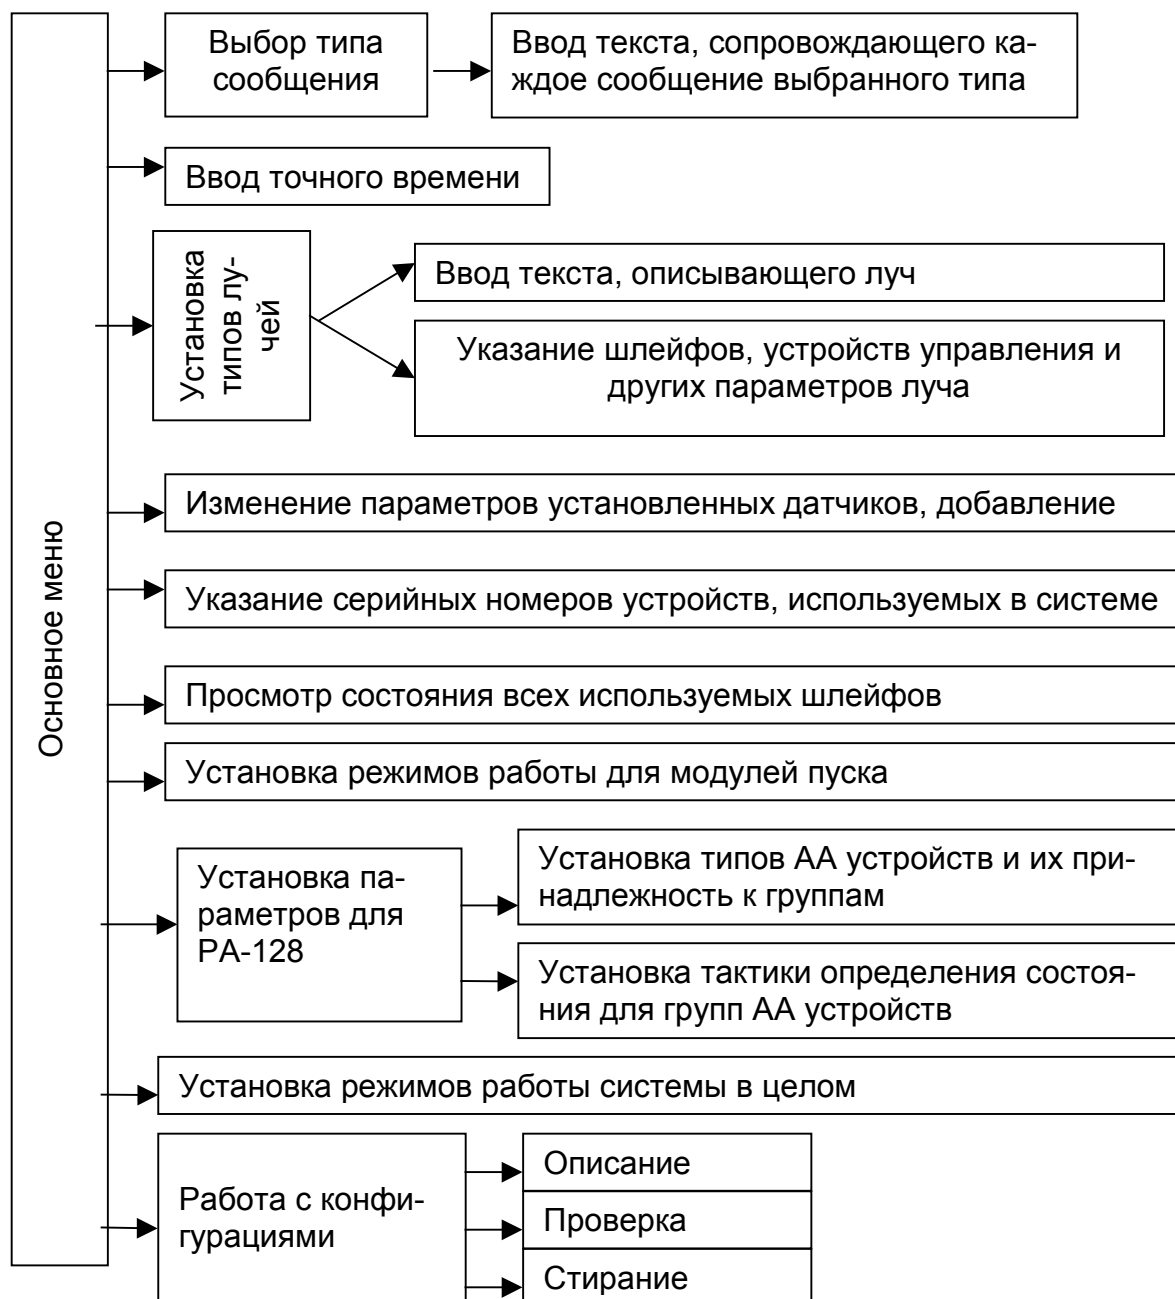 Основное меню
Выбор типа
сообщения
Ввод текста, сопровождающего ка-
ждое сообщение выбранного типа
Ввод точного времени
Установка
типов лу-
чей
Ввод текста, описывающего луч
Указание шлейфов, устройств управления и
других параметров луча
Изменение параметров установленных датчиков, добавление
Указание серийных номеров устройств, используемых в системе
Просмотр состояния всех используемых шлейфов
Установка режимов работы для модулей пуска
Установка па-
раметров для
РА-128
Установка типов АА устройств и их при-
надлежность к группам
Установка тактики определения состоя-
ния для групп АА устройств
Установка режимов работы системы в целом
Работа с конфи-
гурациями
Описание
Проверка
Стирание